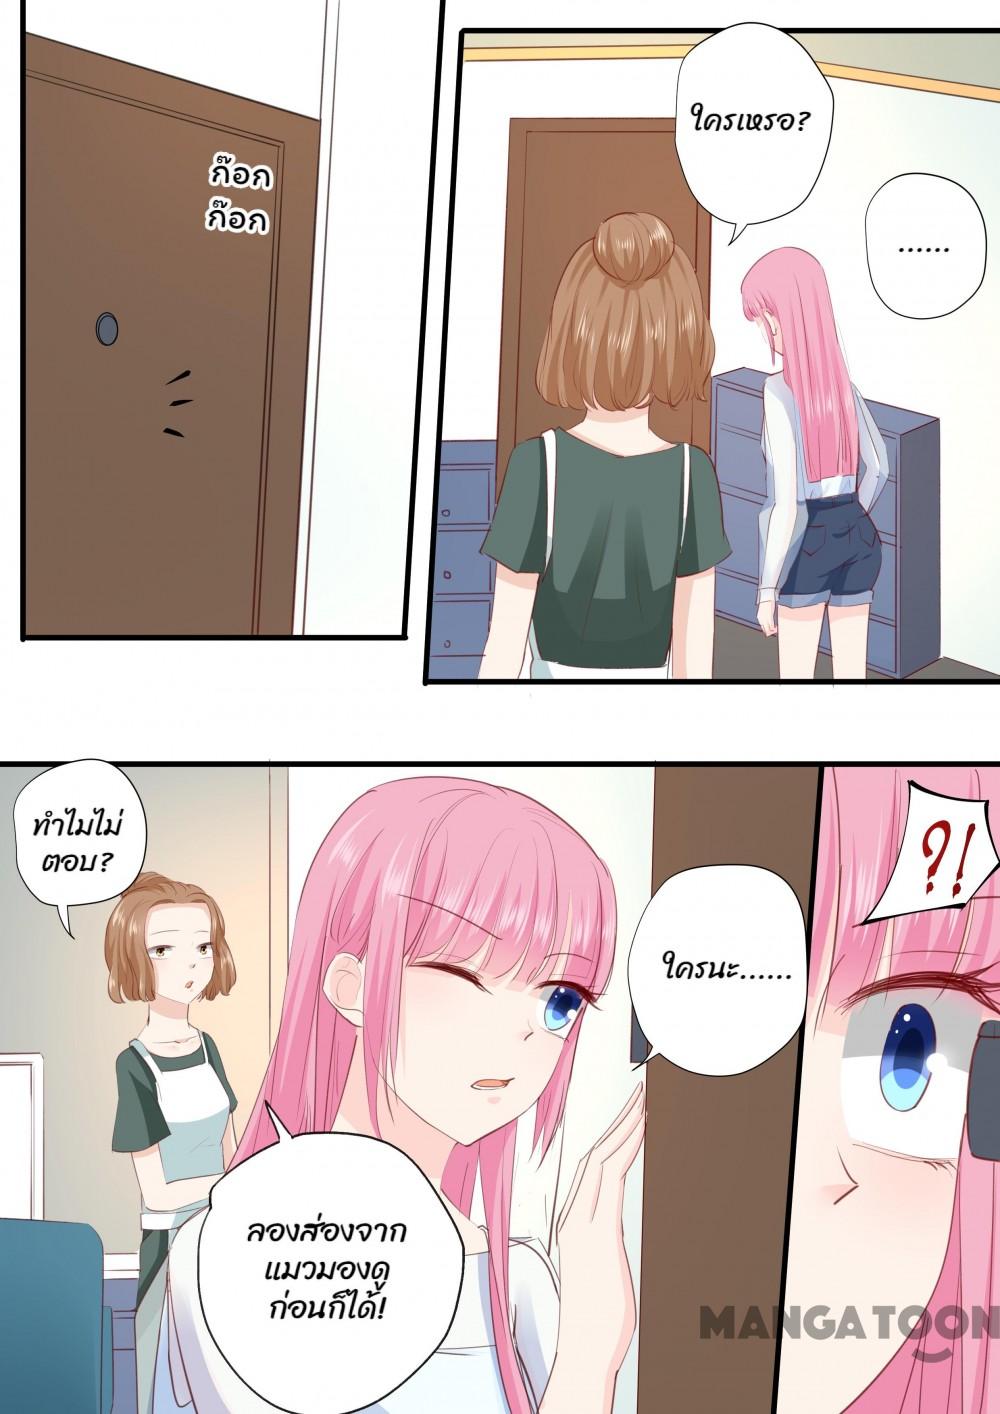 ก๊อก
ก๊อก
ใครเหรอ?
......
ทำไมไม่
ตอบ?
ใครนะ......
?!
ลองส่องจาก
แมวมองดู
ก่อนก็ได้!
MANGATOON